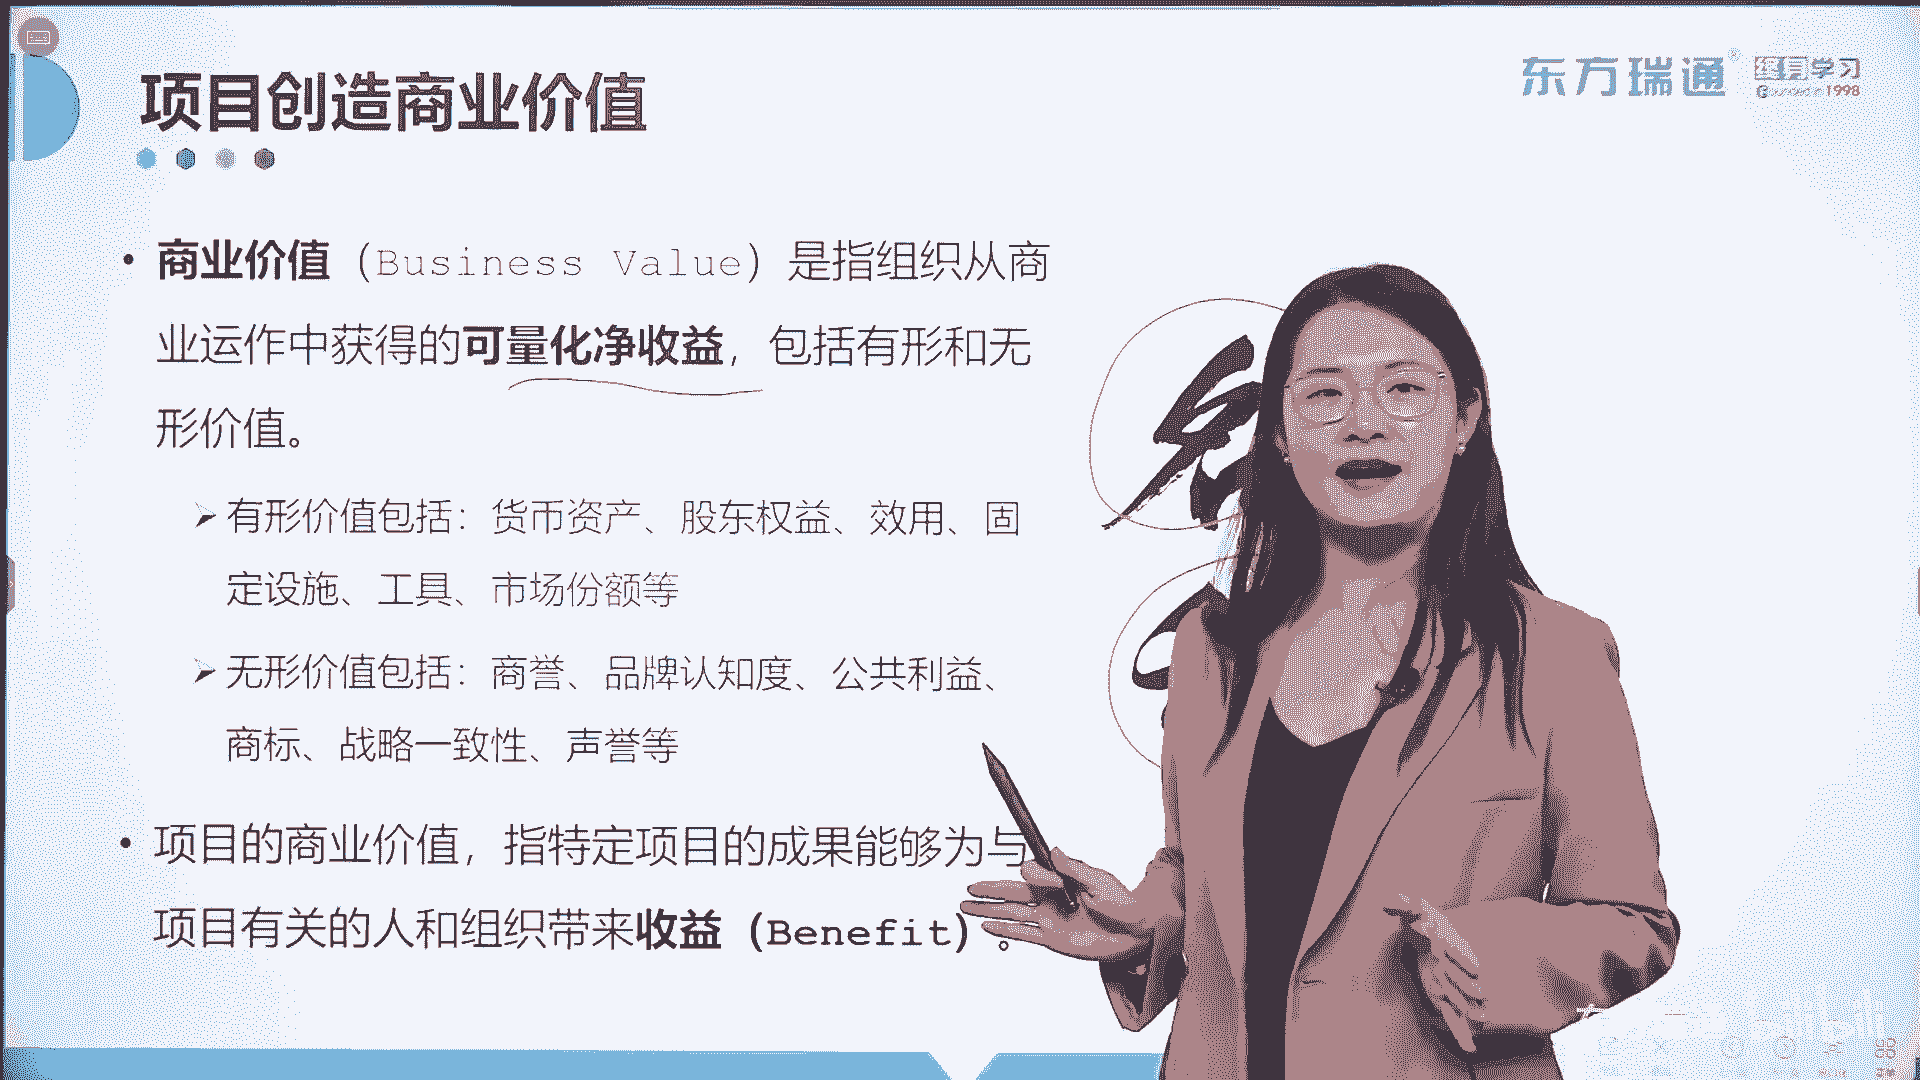 项目创造商业价值
东方瑞通®
终身学习
Founded in 1998
• 商业价值（Business Value）是指组织从商
业运作中获得的可量化净收益，包括有形和无
形价值。
➢ 有形价值包括：货币资产、股东权益、效用、固
定设施、工具、市场份额等
➢ 无形价值包括：商誉、品牌认知度、公共利益、
商标、战略一致性、声誉等
• 项目的商业价值，指特定项目的成果能够为与
项目有关的人和组织带来收益（Benefit）。
bilibili